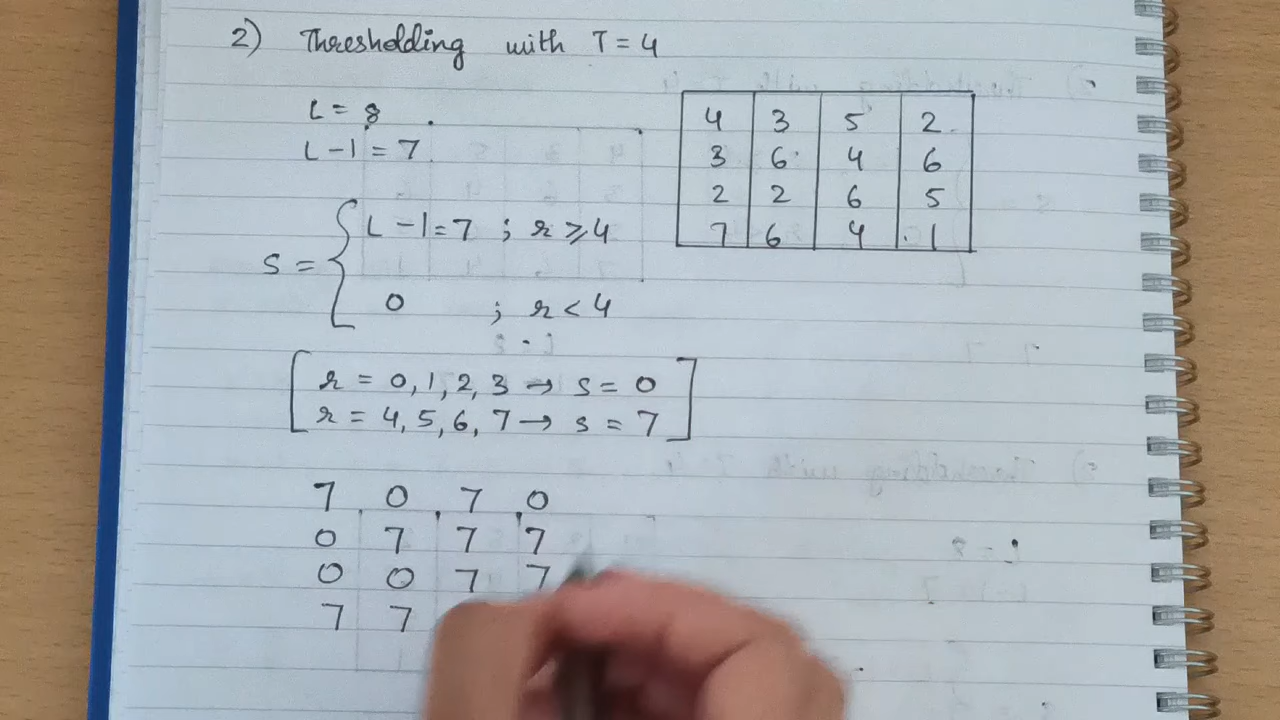 2) Thresholding with T = 4
L = 8
L - 1 = 7
4 3 5 2
3 6 4 6
2 2 6 5
7 6 4 1
s = { L - 1 = 7 ; r ≥ 4
0 ; r < 4
[ r = 0, 1, 2, 3 → s = 0
r = 4, 5, 6, 7 → s = 7 ]
7 0 7 0
0 7 7 7
0 0 7 7
7 7